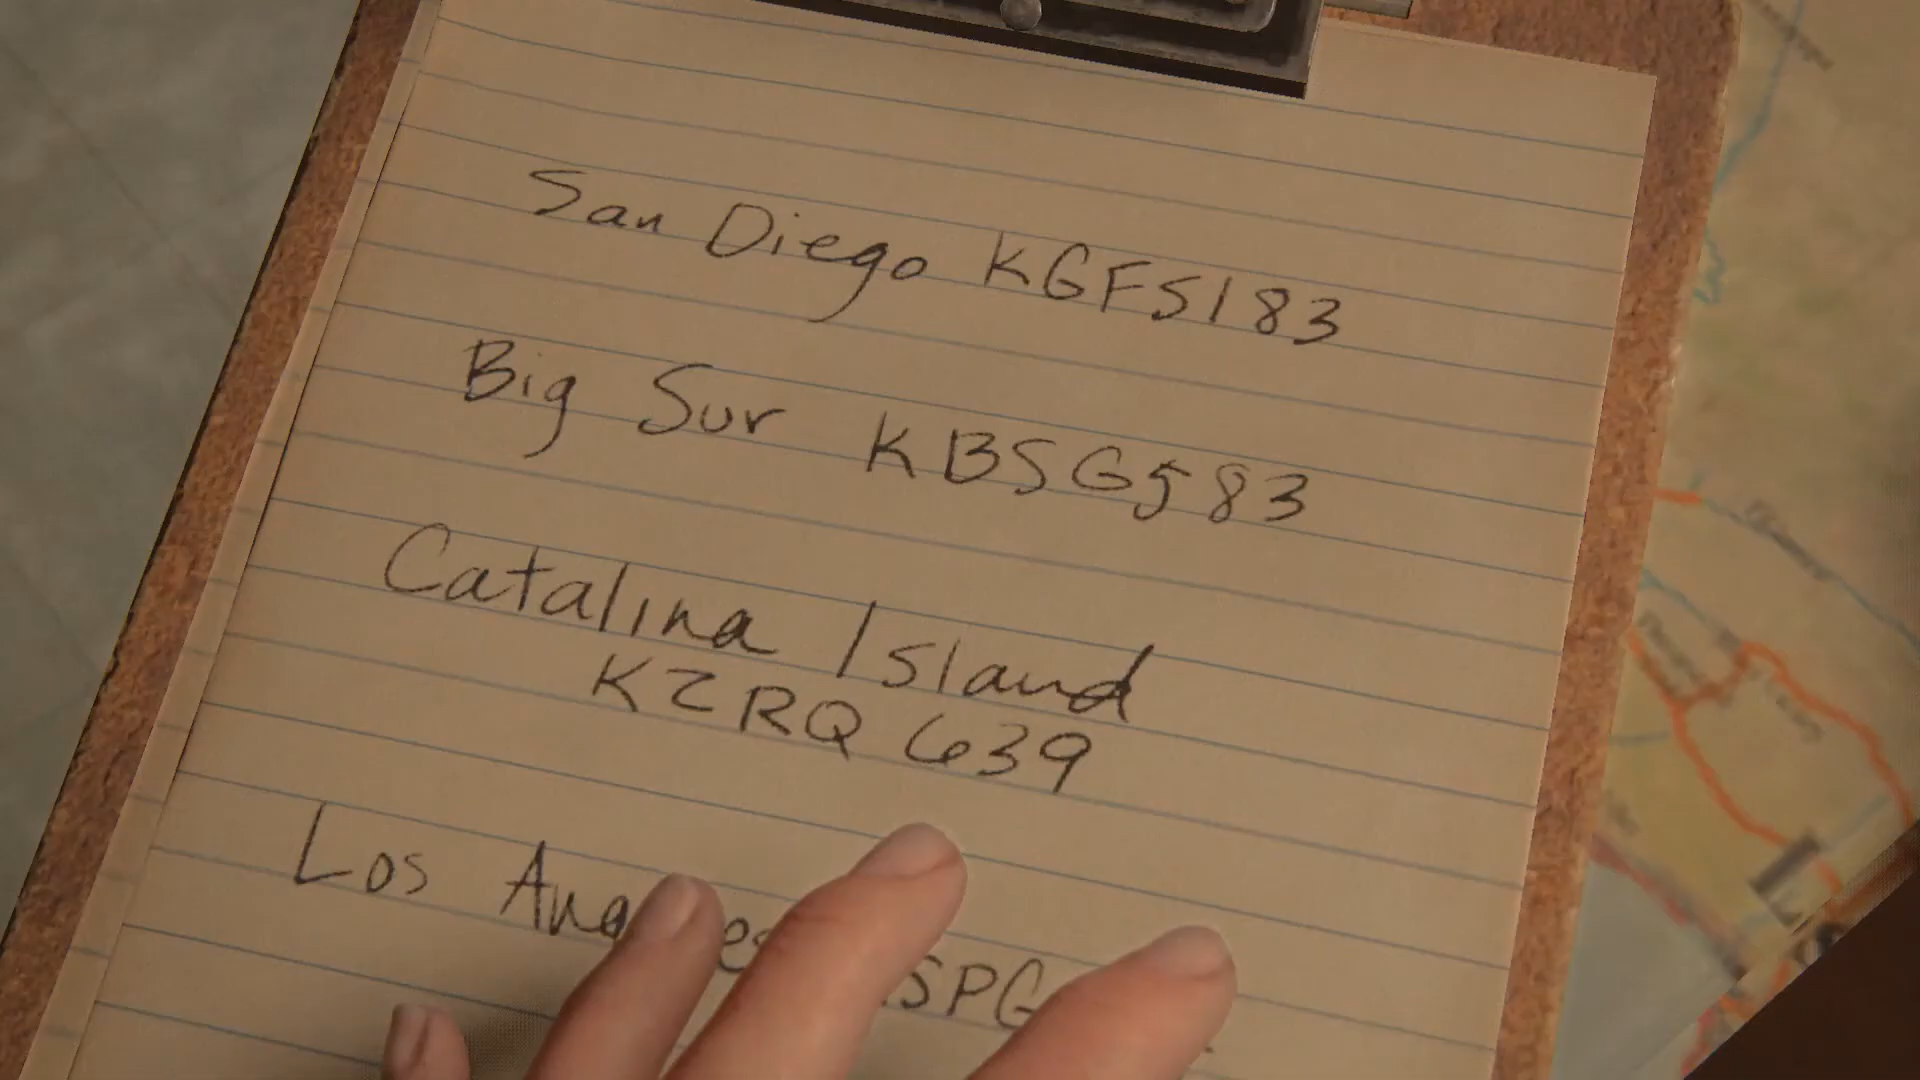 San Diego KGFS183
Big Sur KBSG583
Catalina Island
KZRQ 639
Los